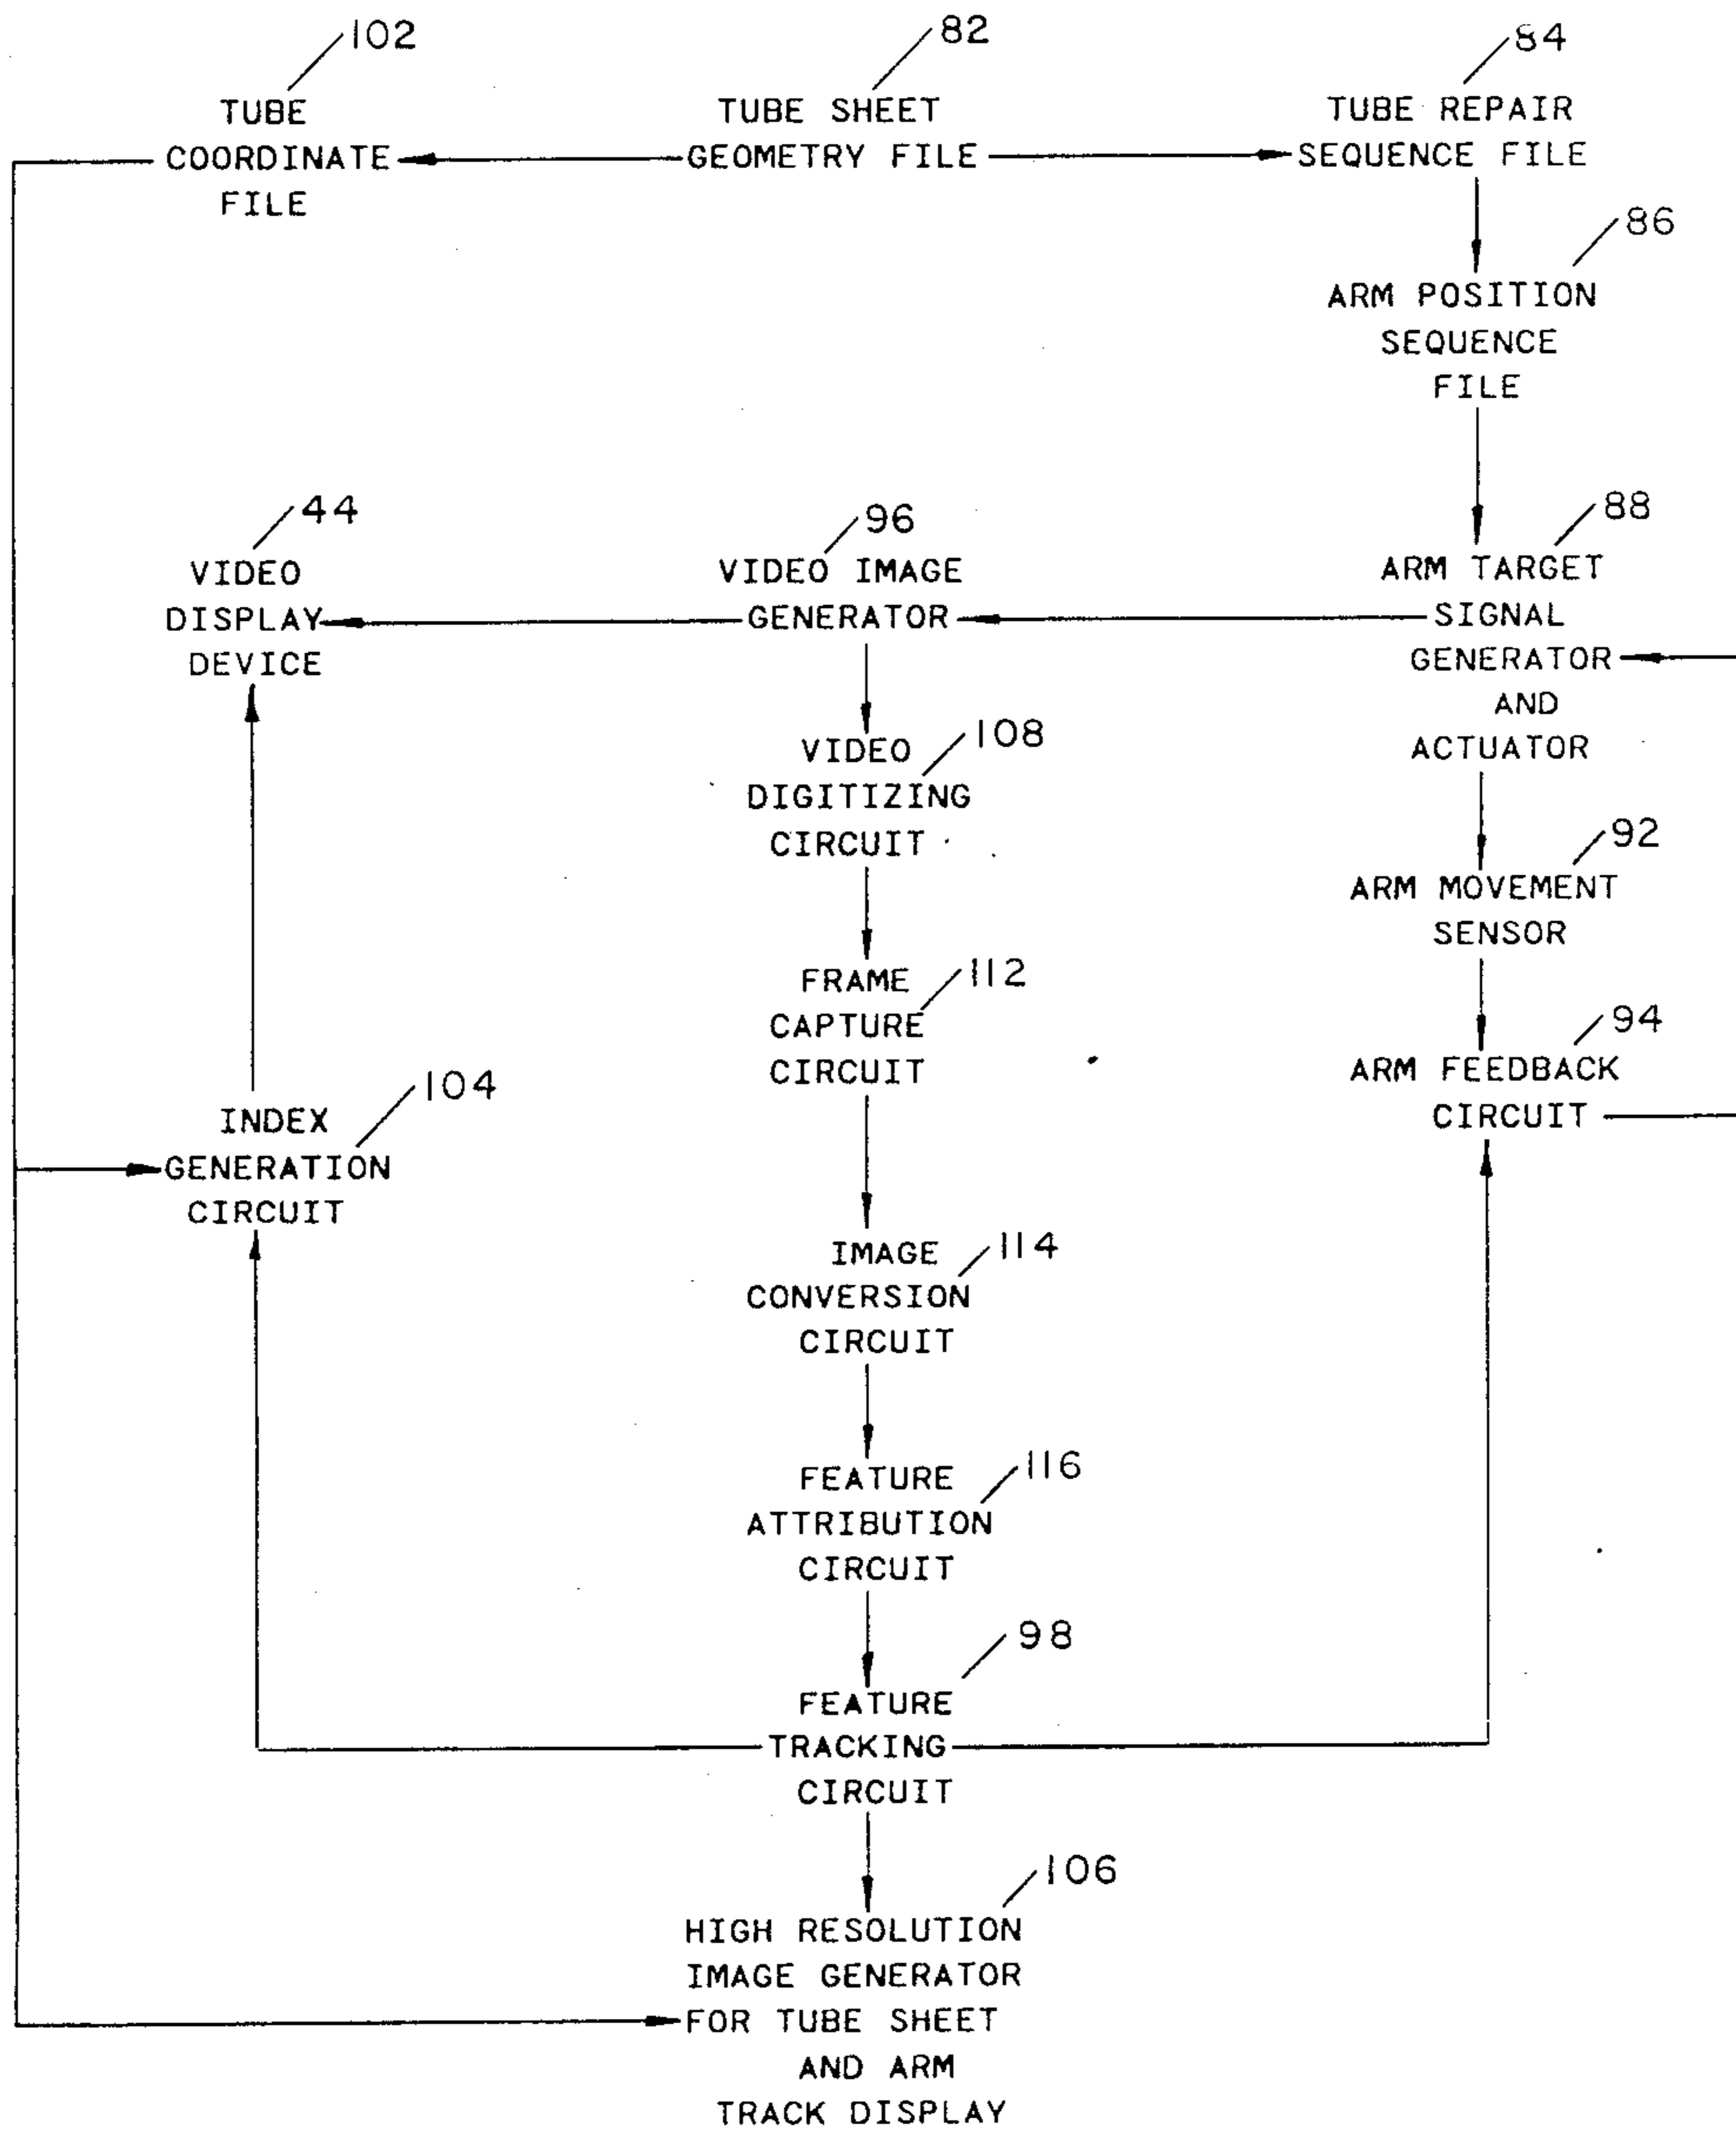 102
TUBE
COORDINATE
FILE
82
TUBE SHEET
GEOMETRY FILE
84
TUBE REPAIR
SEQUENCE FILE
86
ARM POSITION
SEQUENCE
FILE
44
VIDEO
DISPLAY
DEVICE
96
VIDEO IMAGE
GENERATOR
88
ARM TARGET
SIGNAL
GENERATOR
AND
ACTUATOR
108
VIDEO
DIGITIZING
CIRCUIT
92
ARM MOVEMENT
SENSOR
112
FRAME
CAPTURE
CIRCUIT
94
ARM FEEDBACK
CIRCUIT
104
INDEX
GENERATION
CIRCUIT
114
IMAGE
CONVERSION
CIRCUIT
116
FEATURE
ATTRIBUTION
CIRCUIT
98
FEATURE
TRACKING
CIRCUIT
106
HIGH RESOLUTION
IMAGE GENERATOR
FOR TUBE SHEET
AND ARM
TRACK DISPLAY